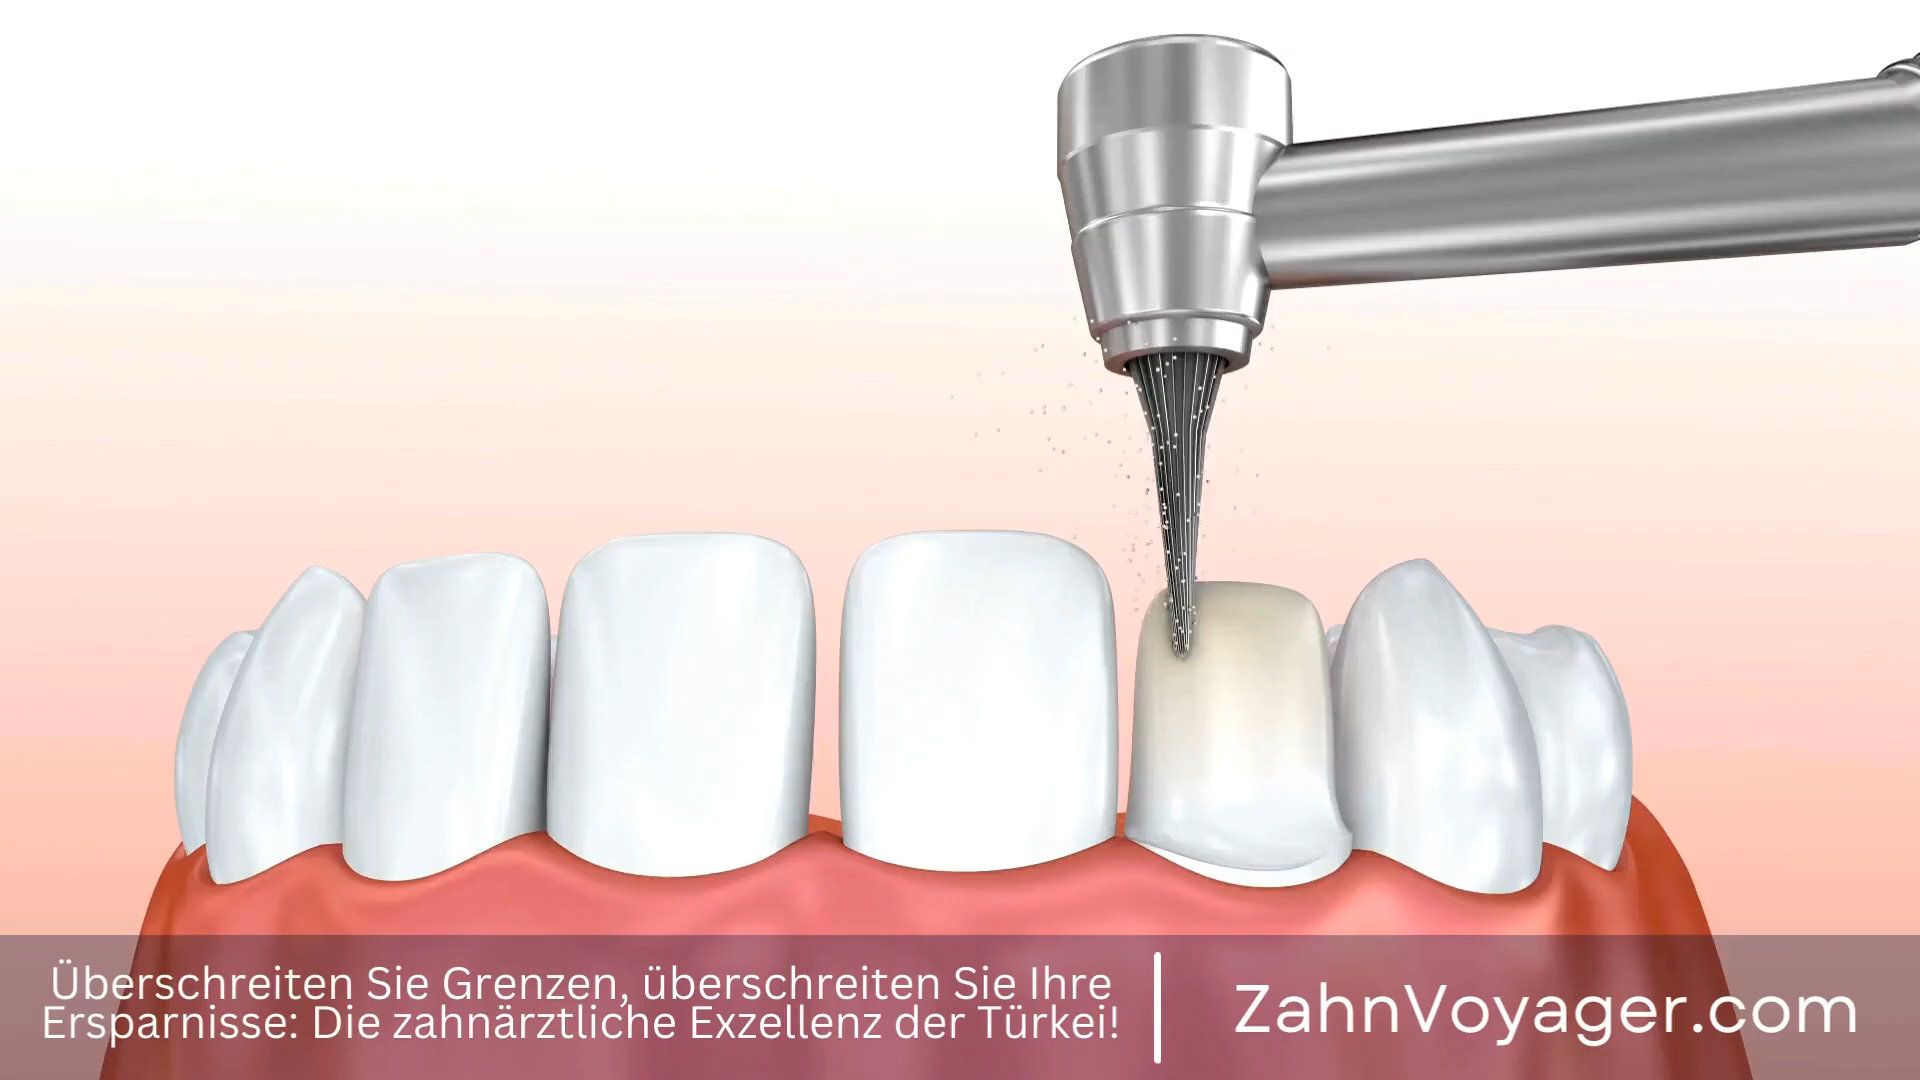 Überschreiten Sie Grenzen, überschreiten Sie Ihre
Ersparnisse: Die zahnärztliche Exzellenz der Türkei!
ZahnVoyager.com